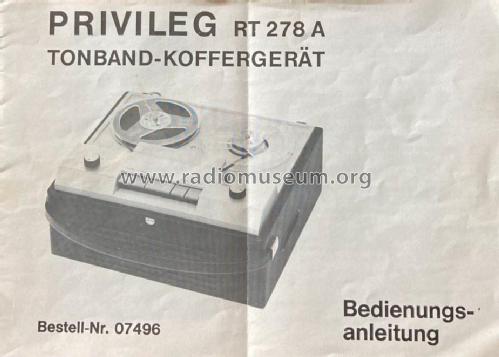 PRIVILEG RT 278 A
TONBAND-KOFFERGERÄT
www.radiomuseum.org
Bestell-Nr. 07496
Bedienungs-
anleitung